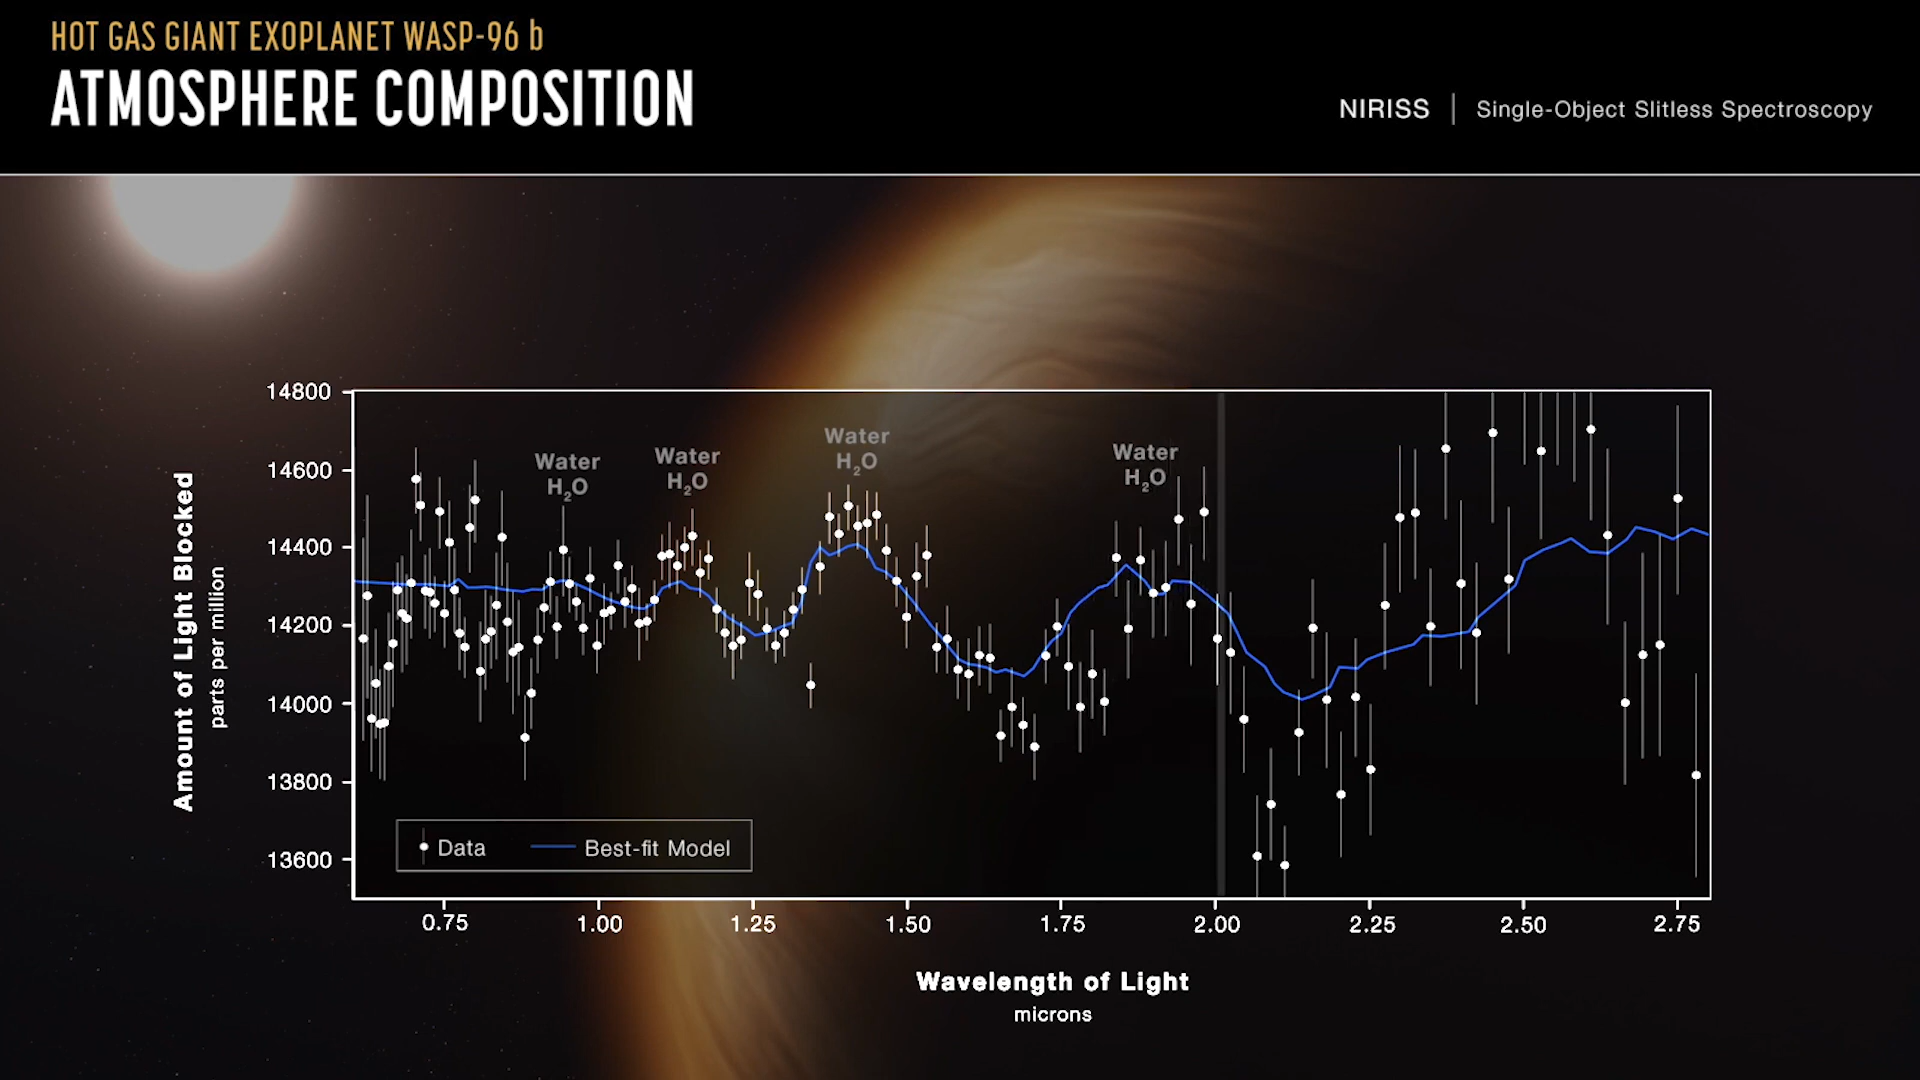 HOT GAS GIANT EXOPLANET WASP-96 b
ATMOSPHERE COMPOSITION
NIRISS | Single-Object Slitless Spectroscopy
14800
14600
14400
14200
14000
13800
13600
Amount of Light Blocked
parts per million
Water
H₂O
Water
H₂O
Water
H₂O
Water
H₂O
Data
Best-fit Model
0.75 1.00 1.25 1.50 1.75 2.00 2.25 2.50 2.75
Wavelength of Light
microns